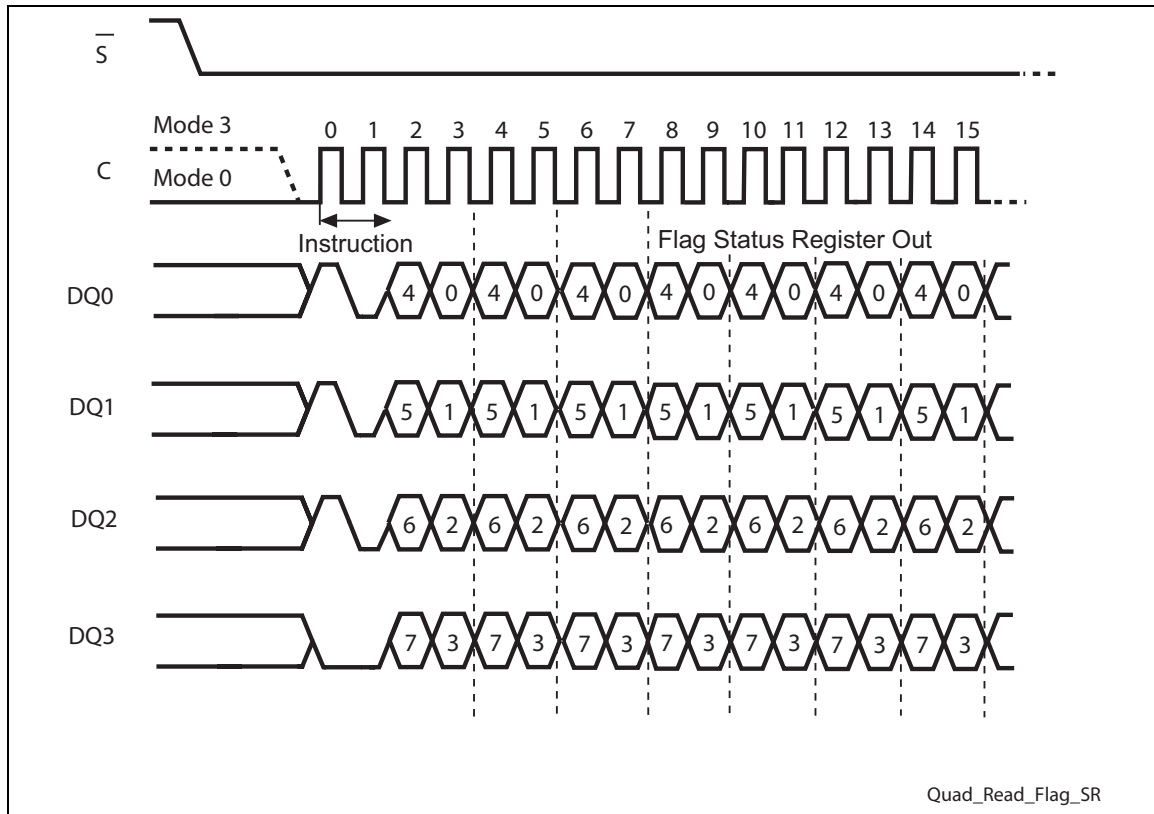 S
Mode 3
0 1 2 3 4 5 6 7 8 9 10 11 12 13 14 15
C
Mode 0
Instruction
Flag Status Register Out
DQ0
4 0 4 0 4 0 4 0 4 0 4 0 4 0
DQ1
5 1 5 1 5 1 5 1 5 1 5 1 5 1
DQ2
6 2 6 2 6 2 6 2 6 2 6 2 6 2
DQ3
7 3 7 3 7 3 7 3 7 3 7 3 7 3
Quad_Read_Flag_SR